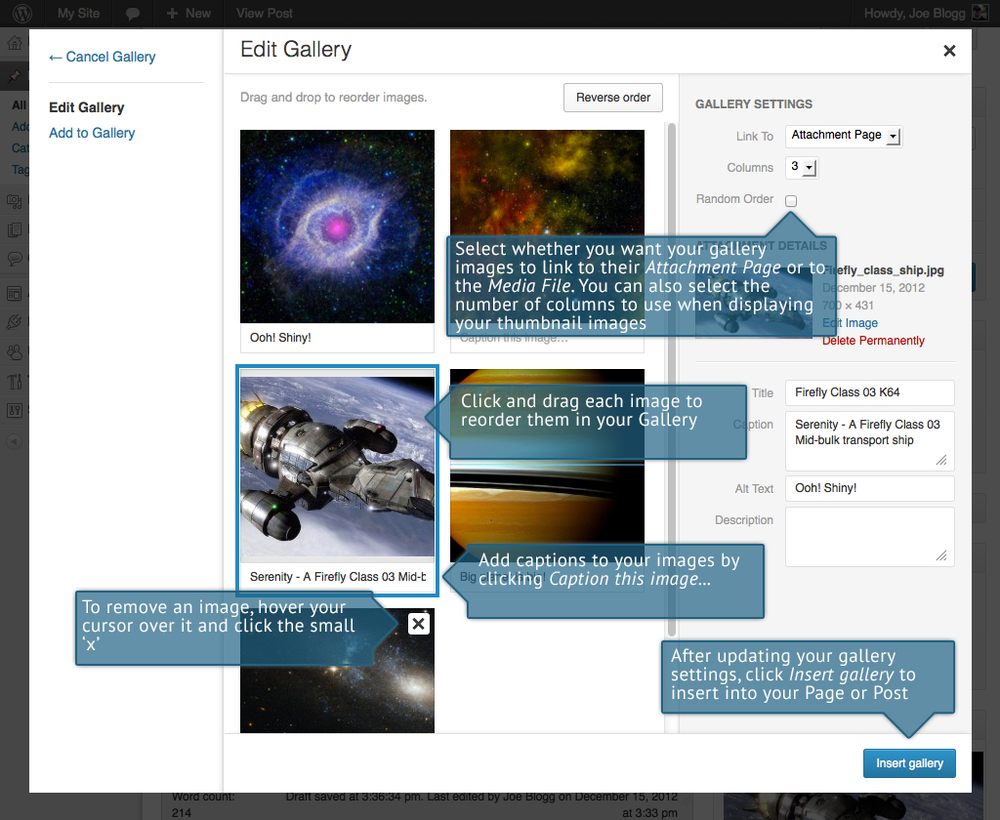 My Site
New
View Post
Howdy, Joe Blogg
← Cancel Gallery
Edit Gallery
Add to Gallery
All
Add
Cat
Tag
Edit Gallery
Drag and drop to reorder images.
Reverse order
Ooh! Shiny!
Caption this image…
Serenity - A Firefly Class 03 Mid-b
GALLERY SETTINGS
Link To
Attachment Page
Columns
3
Random Order
ATTACHMENT DETAILS
Firefly_class_ship.jpg
December 15, 2012
700 × 431
Edit Image
Delete Permanently
Title
Firefly Class 03 K64
Caption
Serenity - A Firefly Class 03
Mid-bulk transport ship
Alt Text
Ooh! Shiny!
Description
Select whether you want your gallery
images to link to their Attachment Page or to
the Media File. You can also select the
number of columns to use when displaying
your thumbnail images
Click and drag each image to
reorder them in your Gallery
Add captions to your images by
clicking Caption this image...
To remove an image, hover your
cursor over it and click the small
‘x’
After updating your gallery
settings, click Insert gallery to
insert into your Page or Post
Insert gallery
Word count:
214
Draft saved at 3:36:34 pm. Last edited by Joe Blogg on December 15, 2012
at 3:33 pm